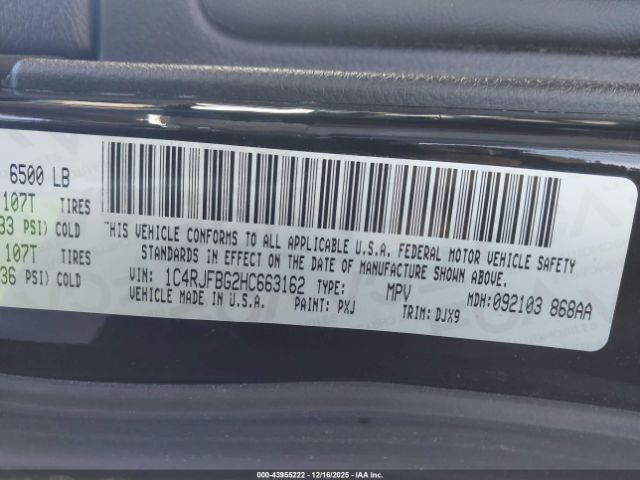 6500 LB
107T TIRES
33 PSI) COLD
107T TIRES
36 PSI) COLD
THIS VEHICLE CONFORMS TO ALL APPLICABLE U.S.A. FEDERAL MOTOR VEHICLE SAFETY
STANDARDS IN EFFECT ON THE DATE OF MANUFACTURE SHOWN ABOVE.
VIN: 1C4RJFBG2HC663162 TYPE: MPV MDH: 092103 868AA
VEHICLE MADE IN U.S.A. PAINT: PXJ TRIM: DJX9
000-43955222 - 12/16/2025 - IAAI.COM